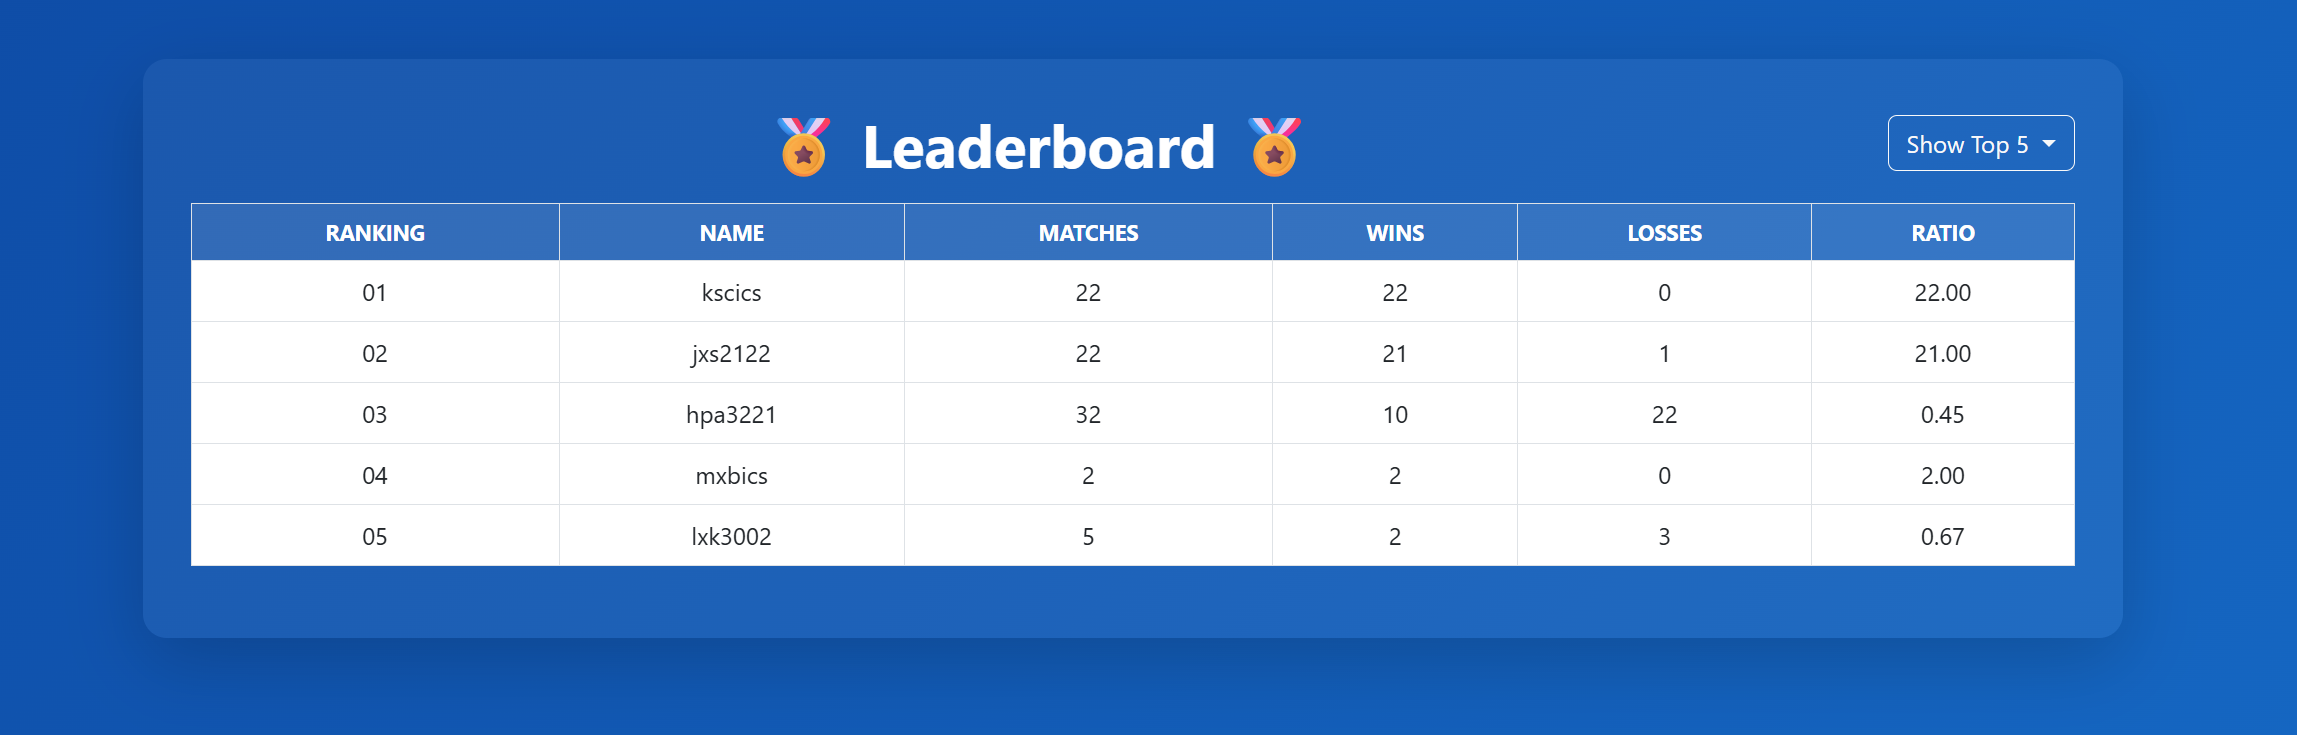 Leaderboard
Show Top 5
RANKING NAME MATCHES WINS LOSSES RATIO
01 kscics 22 22 0 22.00
02 jxs2122 22 21 1 21.00
03 hpa3221 32 10 22 0.45
04 mxbics 2 2 0 2.00
05 lxk3002 5 2 3 0.67